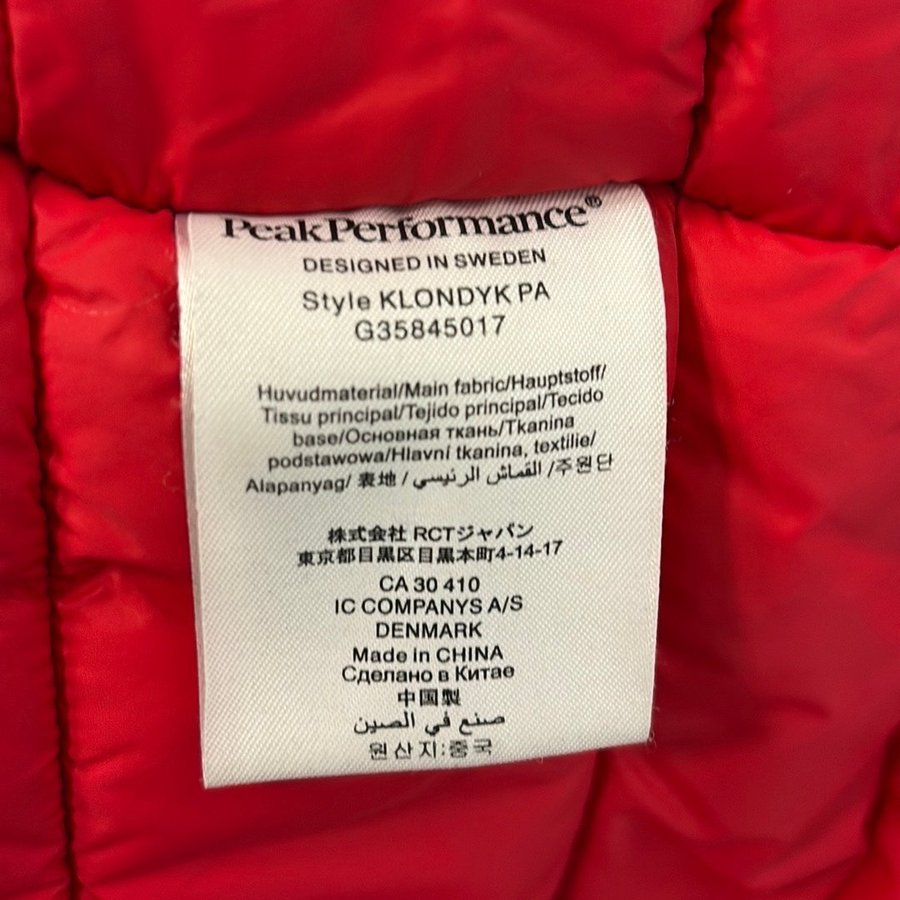 PeakPerformance®
DESIGNED IN SWEDEN
Style KLONDYK PA
G35845017
Huvudmaterial/Main fabric/Hauptstoff/
Tissu principal/Tejido principal/Tecido
base/Основная ткань/Tkanina
podstawowa/Hlavní tkanina, textilie/
Alapanyag/ 表地 / القماش الرئيسي /주원단
株式会社 RCTジャパン
東京都目黒区目黒本町4-14-17
CA 30 410
IC COMPANYS A/S
DENMARK
Made in CHINA
Сделано в Китае
中国製
صنع في الصين
원산지:중국